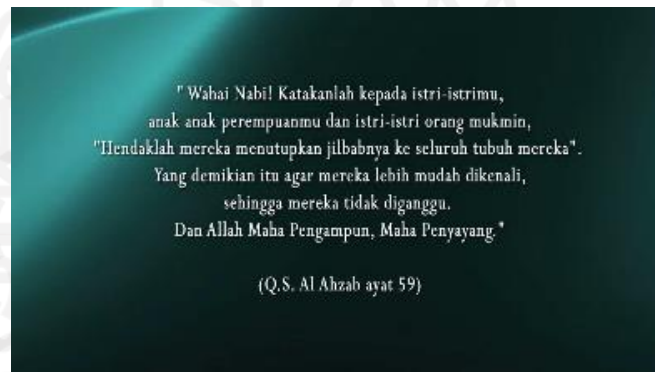 " Wahai Nabi! Katakanlah kepada istri-istrimu,
anak anak perempuanmu dan istri-istri orang mukmin,
"Hendaklah mereka menutupkan jilbabnya ke seluruh tubuh mereka".
Yang demikian itu agar mereka lebih mudah dikenali,
sehingga mereka tidak diganggu.
Dan Allah Maha Pengampun, Maha Penyayang."
(Q.S. Al Ahzab ayat 59)